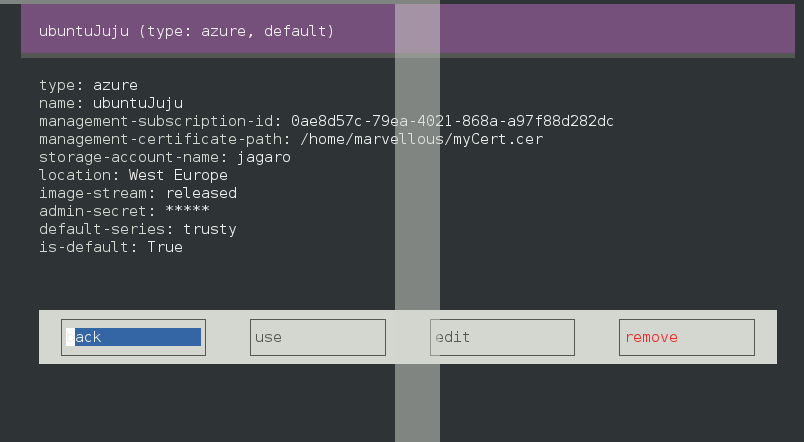 ubuntuJuju (type: azure, default)
type: azure
name: ubuntuJuju
management-subscription-id: 0ae8d57c-79ea-4021-868a-a97f88d282dc
management-certificate-path: /home/marvellous/myCert.cer
storage-account-name: jagaro
location: West Europe
image-stream: released
admin-secret: *****
default-series: trusty
is-default: True
ack use edit remove